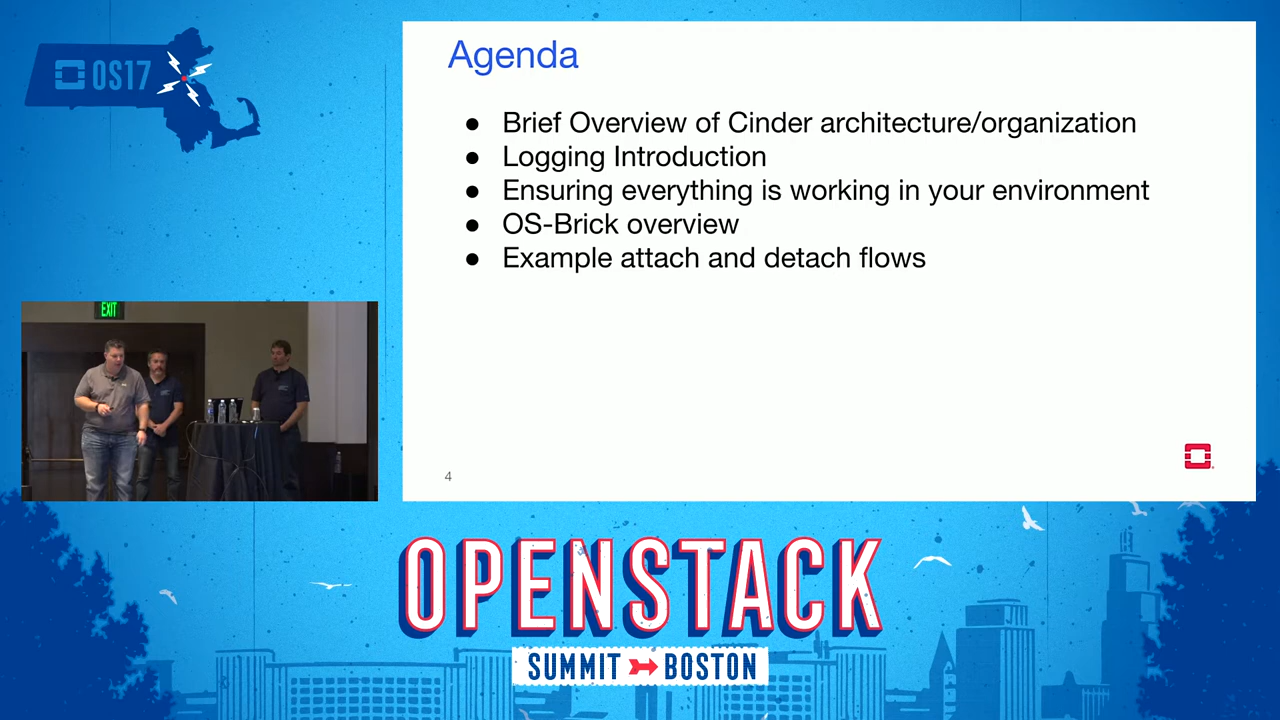 OS17
Agenda
● Brief Overview of Cinder architecture/organization
● Logging Introduction
● Ensuring everything is working in your environment
● OS-Brick overview
● Example attach and detach flows
4
EXIT
OPENSTACK
SUMMIT BOSTON